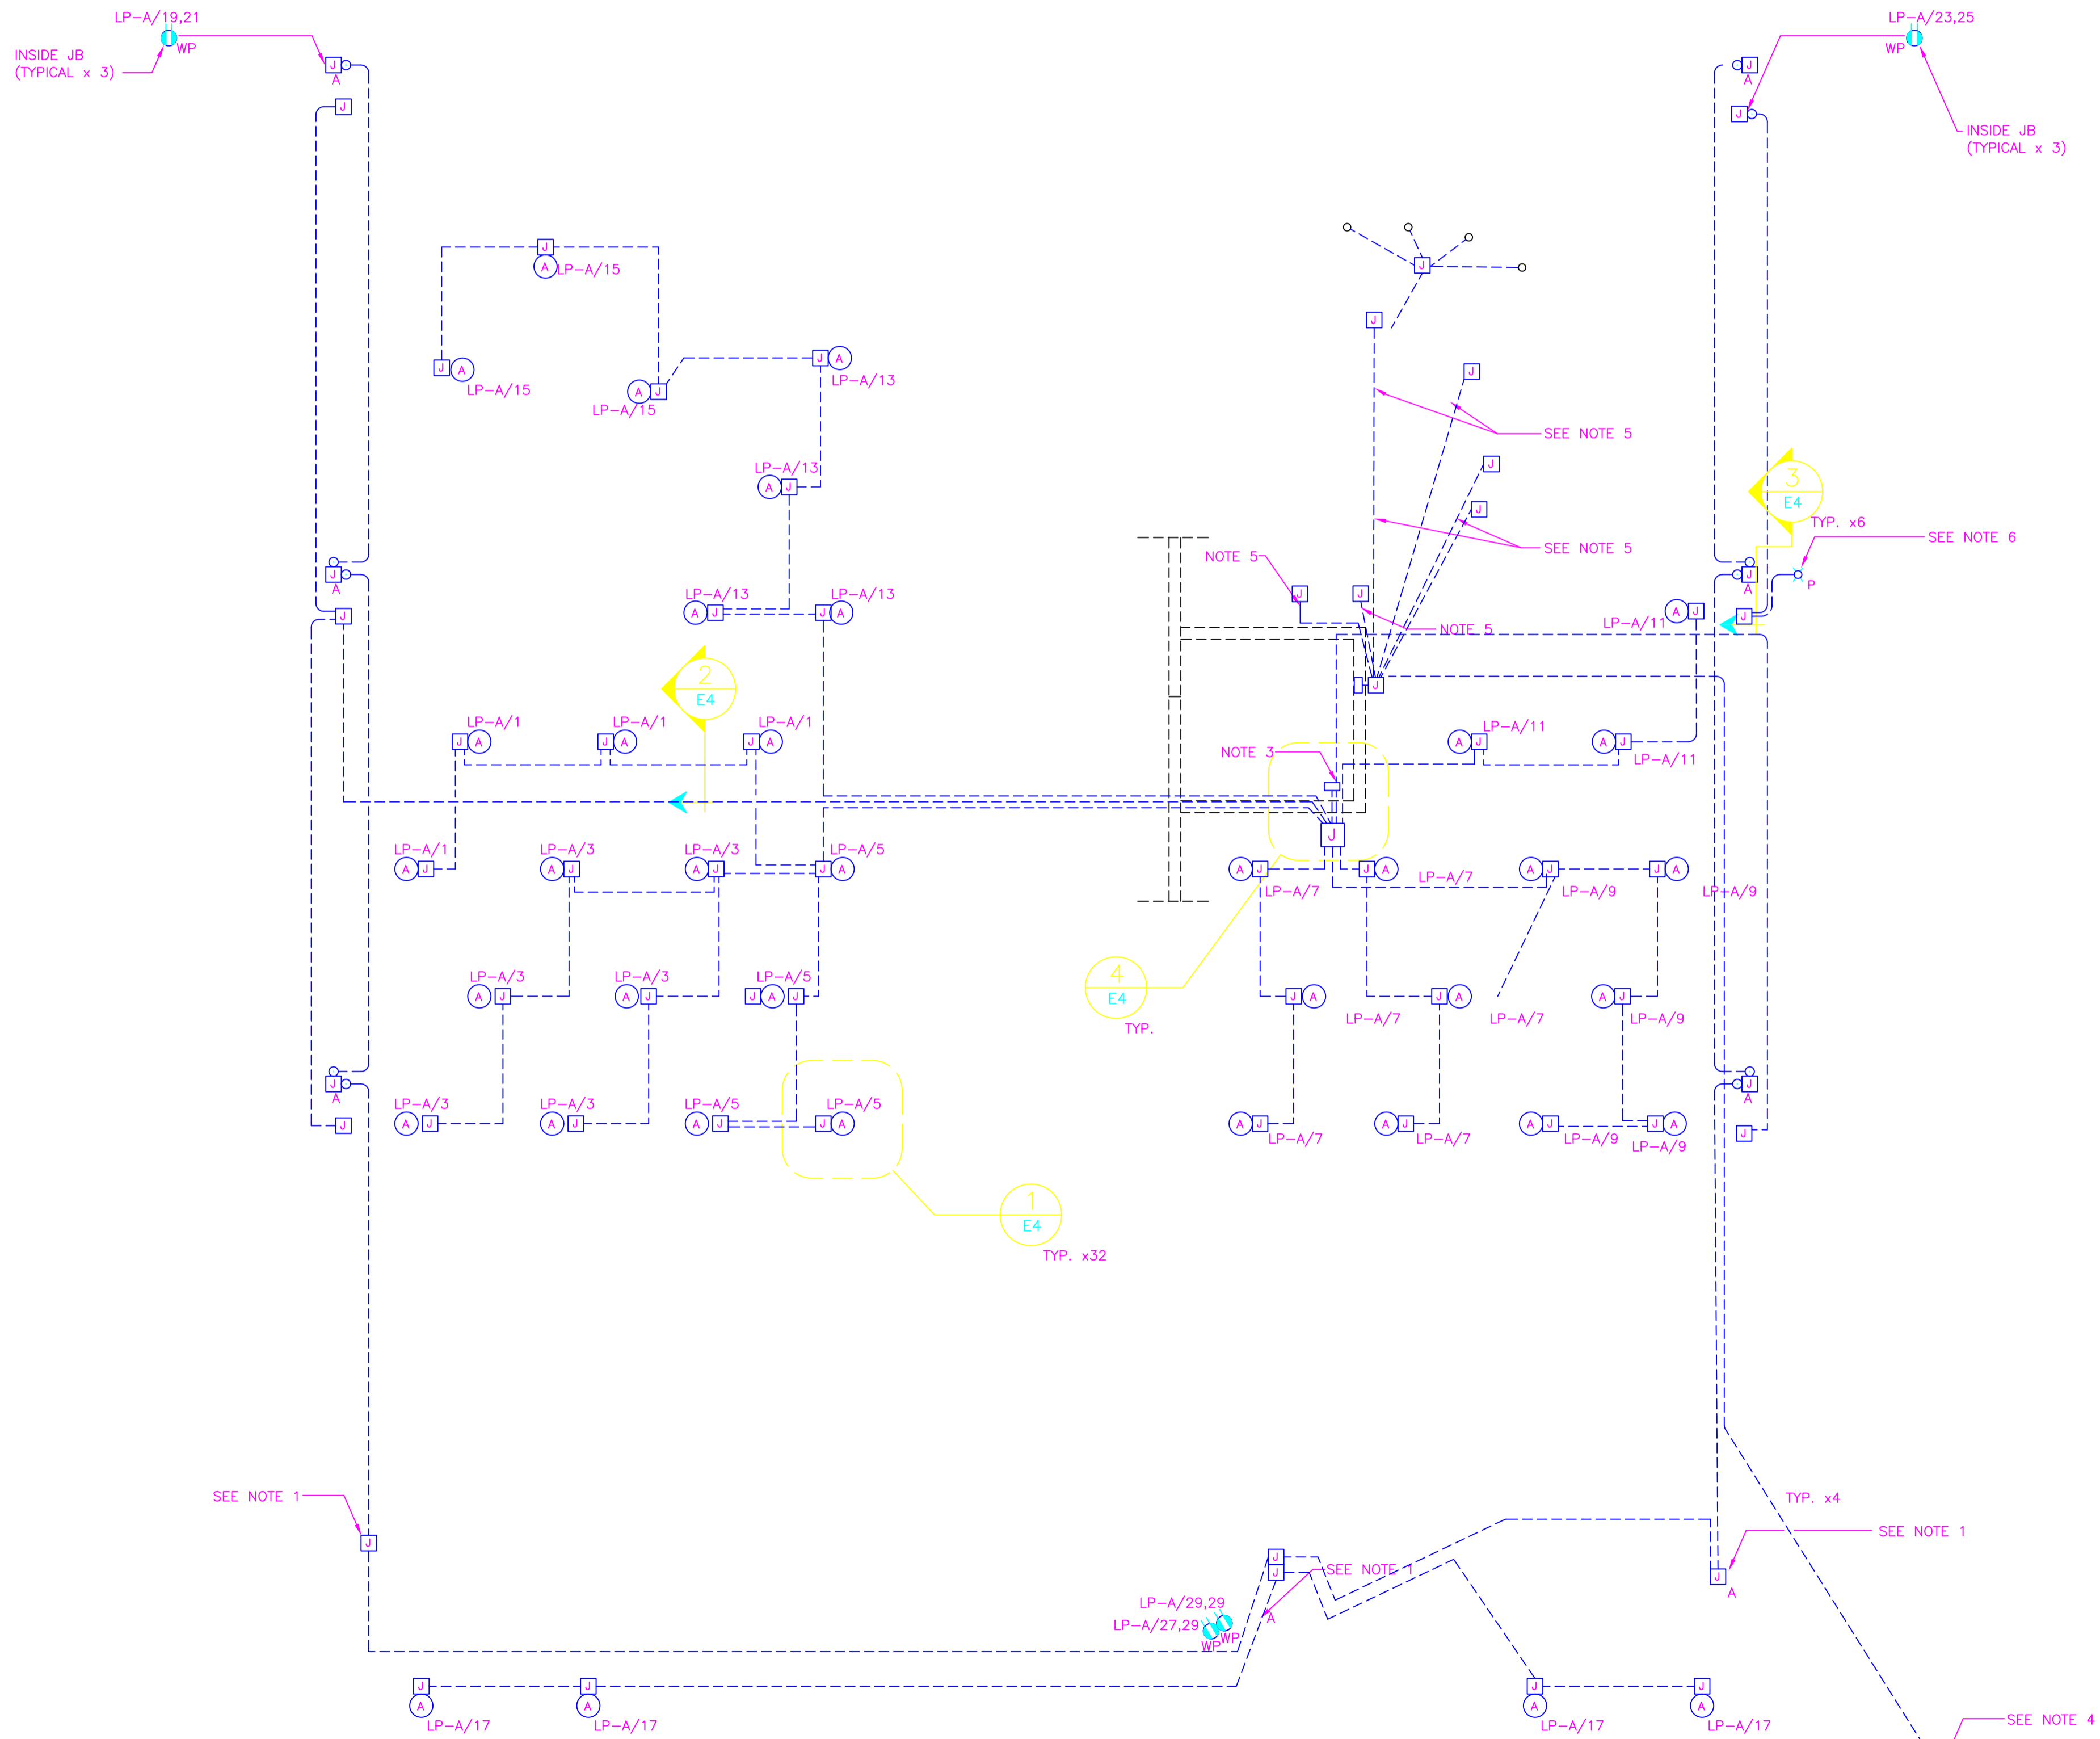 LP-A/19,21
WP
INSIDE JB
(TYPICAL x 3)
J
A
J
LP-A/23,25
WP
J
A
J
INSIDE JB
(TYPICAL x 3)
J
A
LP-A/15
J
A
LP-A/15
A
J
LP-A/15
J
A
LP-A/13
J
J
J
SEE NOTE 5
LP-A/13
A
J
J
J
SEE NOTE 5
3
E4
TYP. x6
SEE NOTE 6
P
NOTE 5
J
J
NOTE 5
J
A
J
A
J
LP-A/13
A
J
LP-A/13
J
A
A
J
LP-A/11
J
J
2
E4
LP-A/1
J
A
LP-A/1
J
A
LP-A/1
J
A
NOTE 3
J
A
J
LP-A/11
A
J
LP-A/11
LP-A/1
A
J
LP-A/3
A
J
LP-A/3
A
J
LP-A/5
J
A
A
J
LP-A/7
J
A
LP-A/7
A
J
LP-A/9
J
A
LP-A/9
LP-A/3
A
J
LP-A/3
A
J
LP-A/5
J
A
J
4
E4
TYP.
J
A
LP-A/7
J
A
LP-A/7
A
J
LP-A/9
J
A
J
LP-A/3
A
J
LP-A/3
A
J
LP-A/5
A
J
LP-A/5
J
A
A
J
LP-A/7
A
J
LP-A/7
A
J
LP-A/9
J
A
LP-A/9
J
A
J
1
E4
TYP. x32
SEE NOTE 1
J
TYP. x4
SEE NOTE 1
J
A
J
J
SEE NOTE 1
A
LP-A/29,29
LP-A/27,29
WP
WP
J
A
LP-A/17
J
A
LP-A/17
J
A
LP-A/17
J
A
LP-A/17
SEE NOTE 4